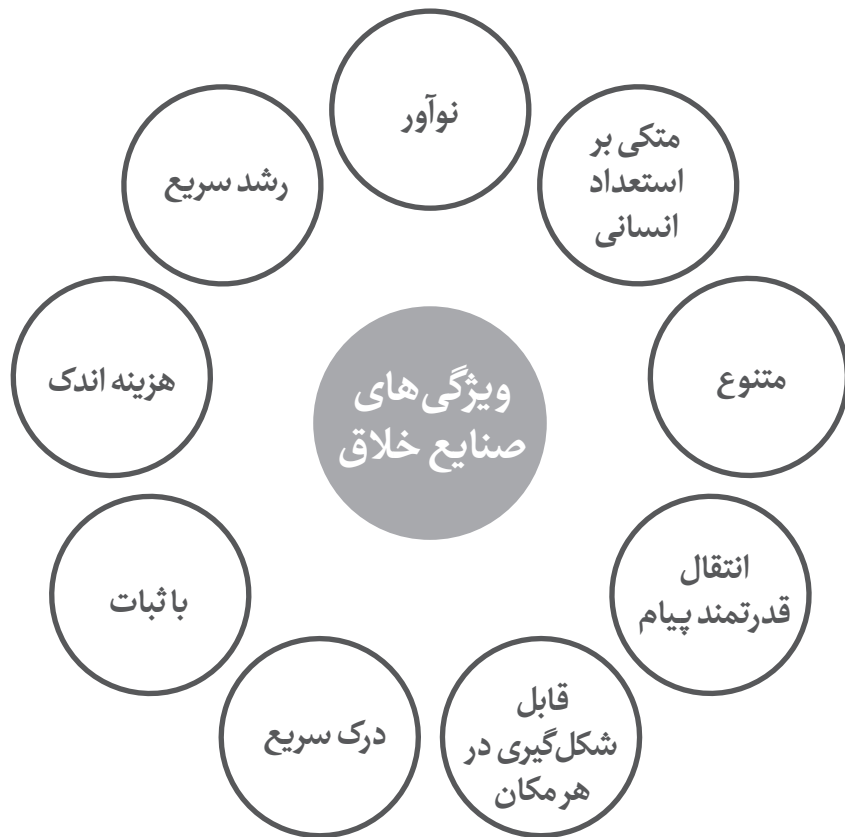 ویژگی‌های
صنایع خلاق
نوآور
متکی بر
استعداد
انسانی
متنوع
انتقال
قدرتمند پیام
قابل
شکل‌گیری در
هر مکان
درک سریع
با ثبات
هزینه اندک
رشد سریع